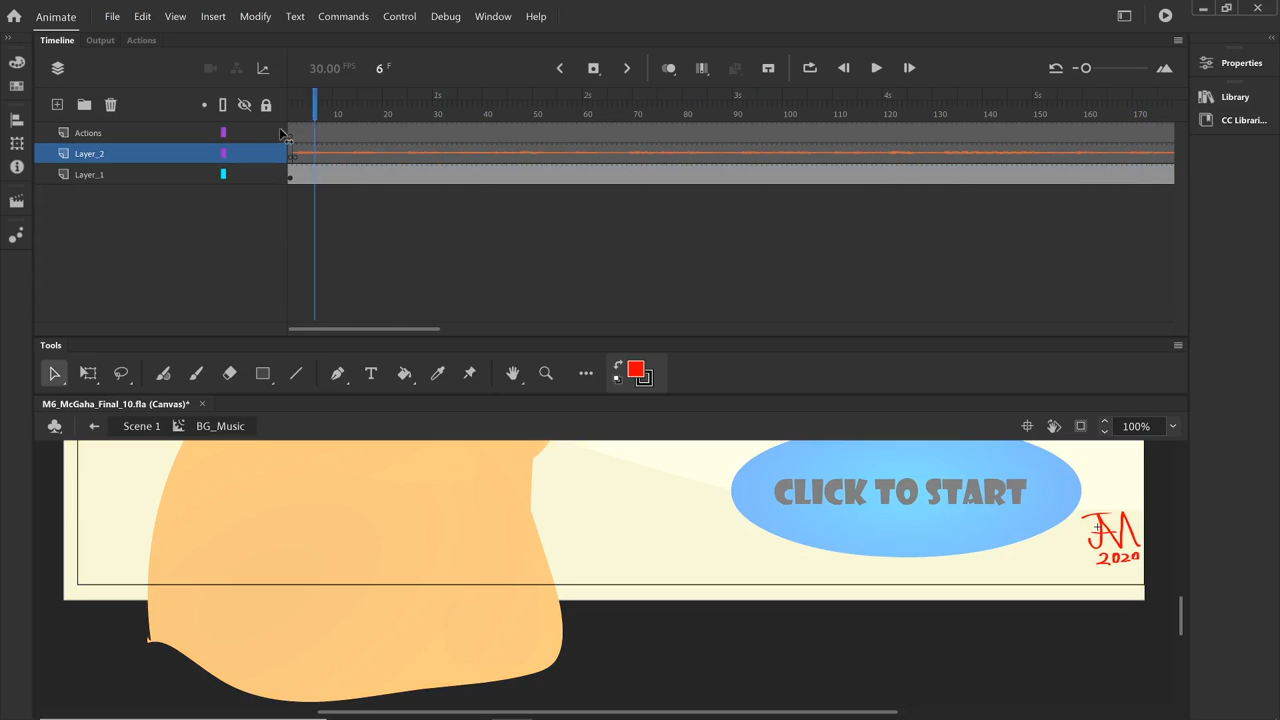 Animate File Edit View Insert Modify Text Commands Control Debug Window Help
Timeline Output Actions
30.00 FPS 6 F
Properties
Library
CC Librari...
1s 2s 3s 4s 5s
10 20 30 40 50 60 70 80 90 100 110 120 130 140 150 160 170
Actions
Layer_2
Layer_1
Tools
M6_McGaha_Final_10.fla (Canvas)*
Scene 1 BG_Music 100%
CLICK TO START
JM
2020